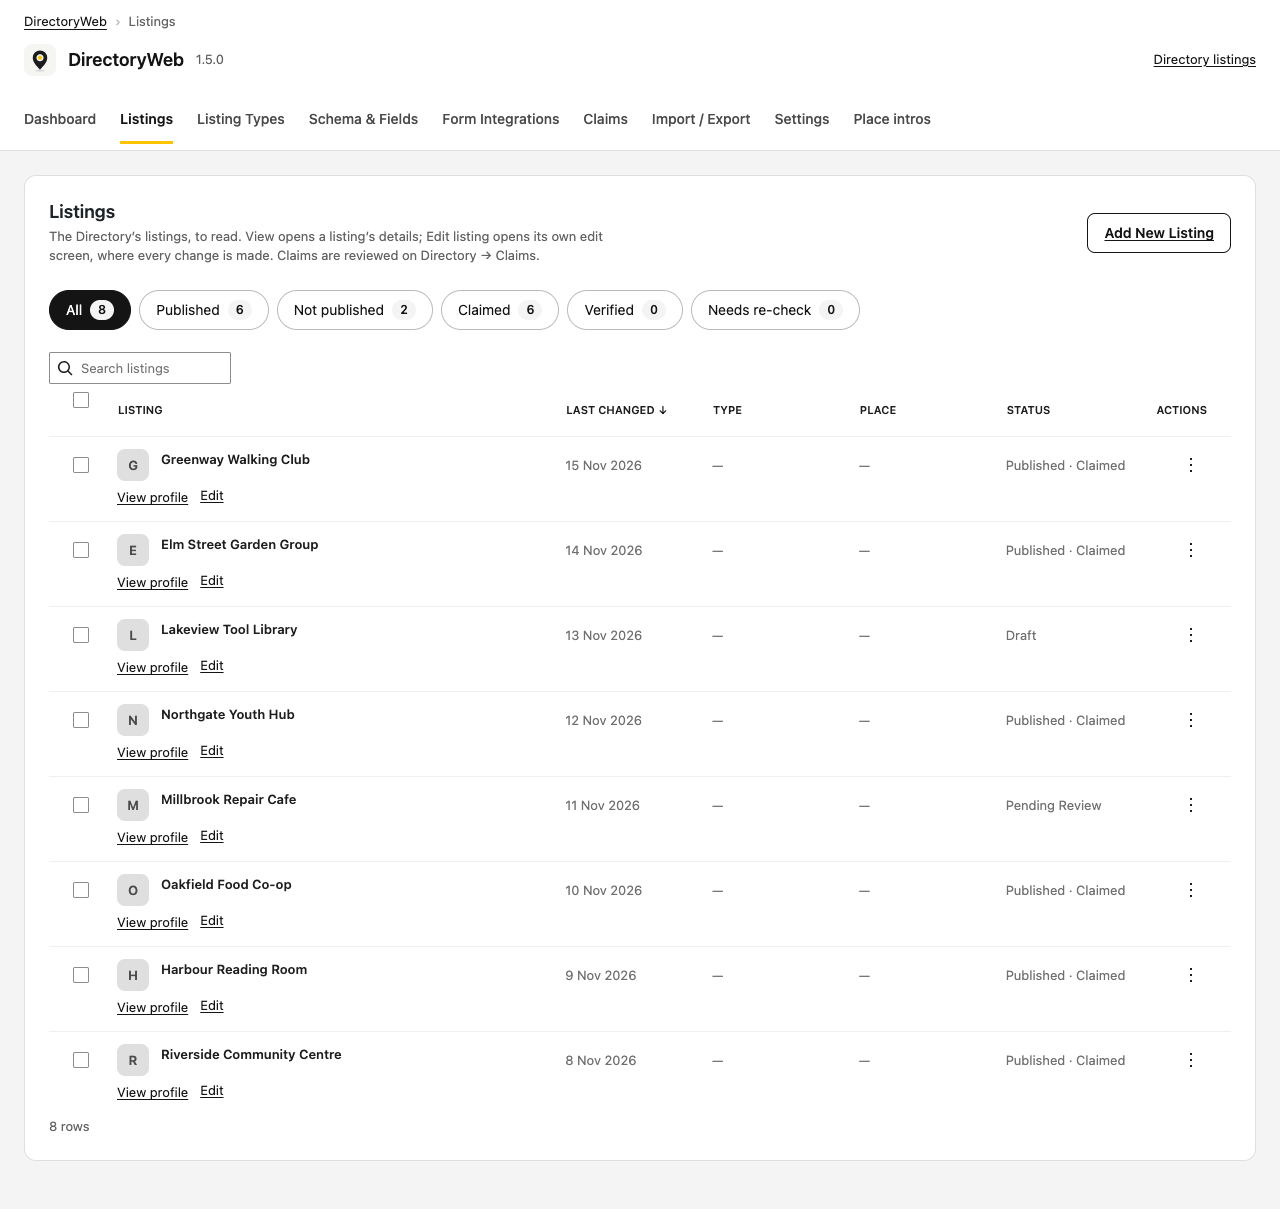 DirectoryWeb › Listings
DirectoryWeb 1.5.0
Directory listings
Dashboard Listings Listing Types Schema & Fields Form Integrations Claims Import / Export Settings Place intros
Listings
The Directory's listings, to read. View opens a listing's details; Edit listing opens its own edit
screen, where every change is made. Claims are reviewed on Directory → Claims.
Add New Listing
All 8 Published 6 Not published 2 Claimed 6 Verified 0 Needs re-check 0
Search listings
LISTING LAST CHANGED ↓ TYPE PLACE STATUS ACTIONS
G Greenway Walking Club 15 Nov 2026 — — Published · Claimed
View profile Edit
E Elm Street Garden Group 14 Nov 2026 — — Published · Claimed
View profile Edit
L Lakeview Tool Library 13 Nov 2026 — — Draft
View profile Edit
N Northgate Youth Hub 12 Nov 2026 — — Published · Claimed
View profile Edit
M Millbrook Repair Cafe 11 Nov 2026 — — Pending Review
View profile Edit
O Oakfield Food Co-op 10 Nov 2026 — — Published · Claimed
View profile Edit
H Harbour Reading Room 9 Nov 2026 — — Published · Claimed
View profile Edit
R Riverside Community Centre 8 Nov 2026 — — Published · Claimed
View profile Edit
8 rows